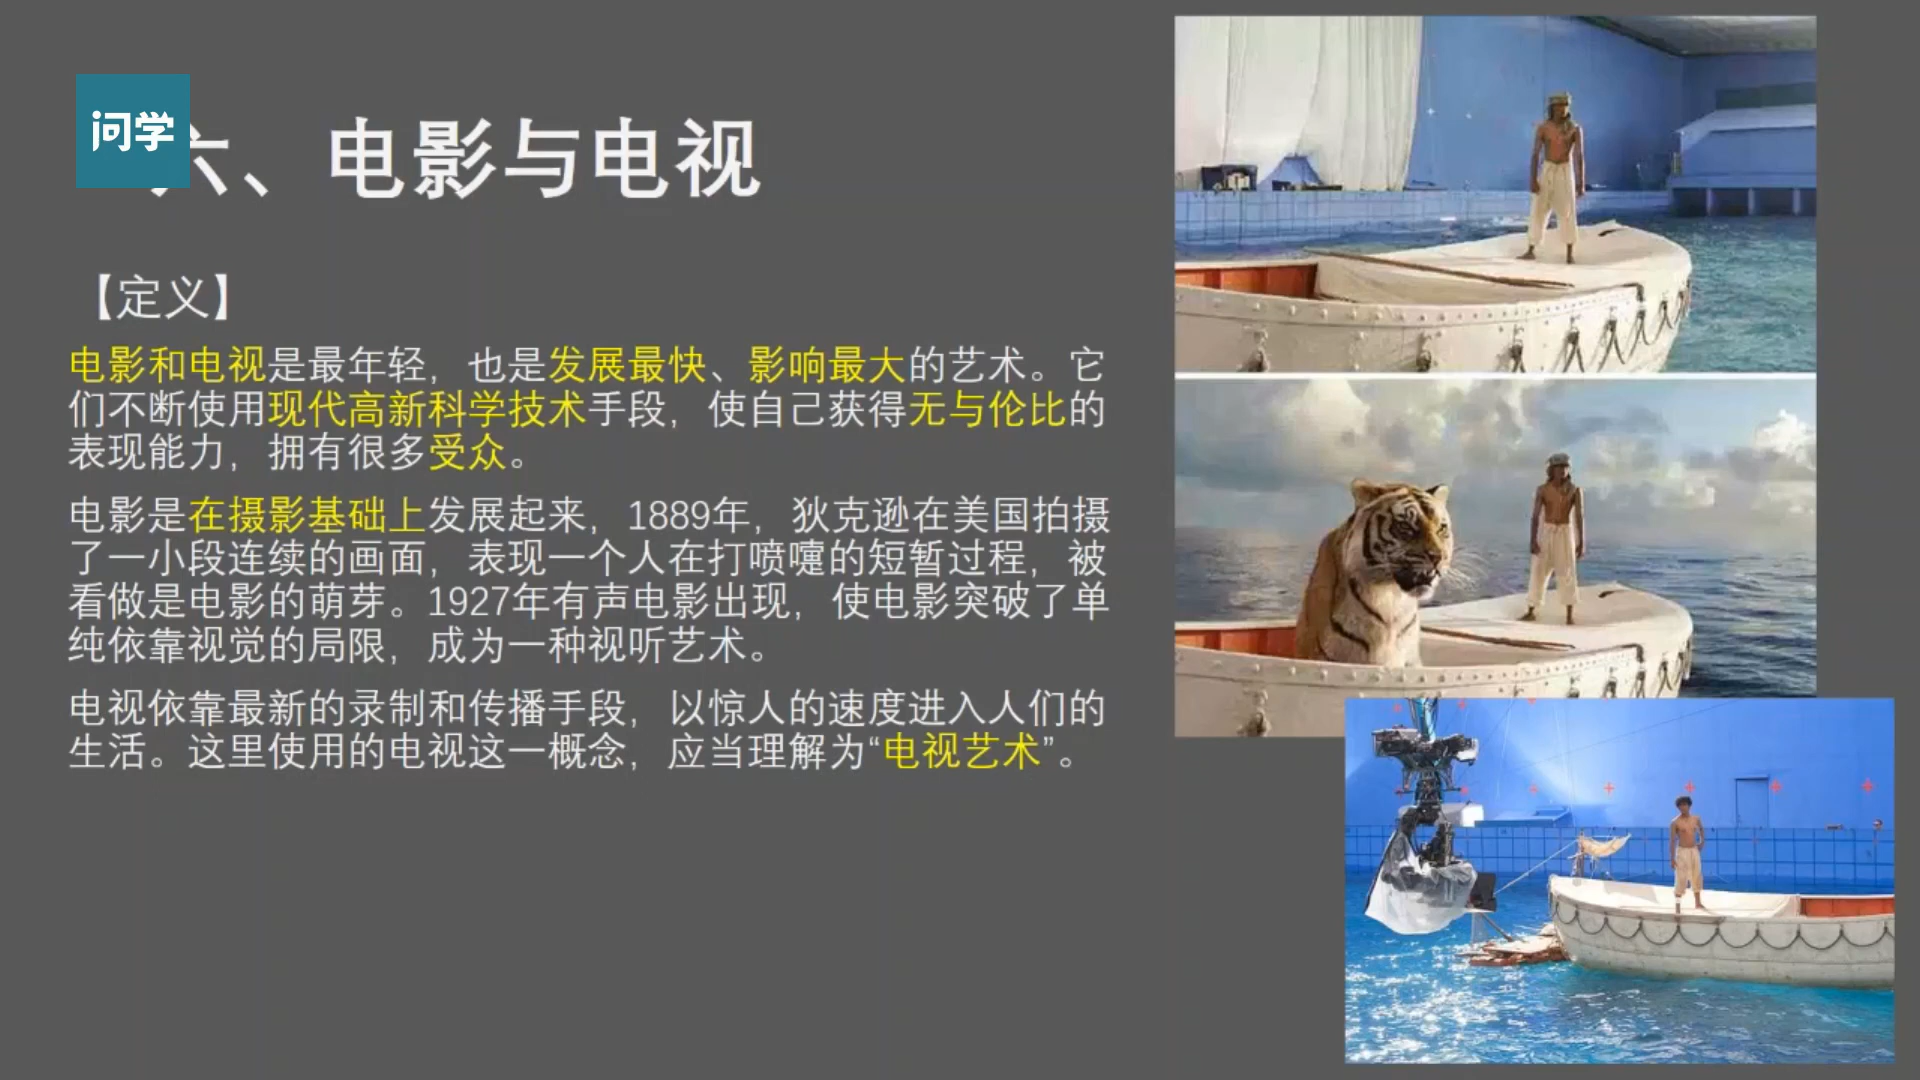 问学
六、电影与电视
【定义】
电影和电视是最年轻，也是发展最快、影响最大的艺术。它
们不断使用现代高新科学技术手段，使自己获得无与伦比的
表现能力，拥有很多受众。
电影是在摄影基础上发展起来，1889年，狄克逊在美国拍摄
了一小段连续的画面，表现一个人在打喷嚏的短暂过程，被
看做是电影的萌芽。1927年有声电影出现，使电影突破了单
纯依靠视觉的局限，成为一种视听艺术。
电视依靠最新的录制和传播手段，以惊人的速度进入人们的
生活。这里使用的电视这一概念，应当理解为“电视艺术”。